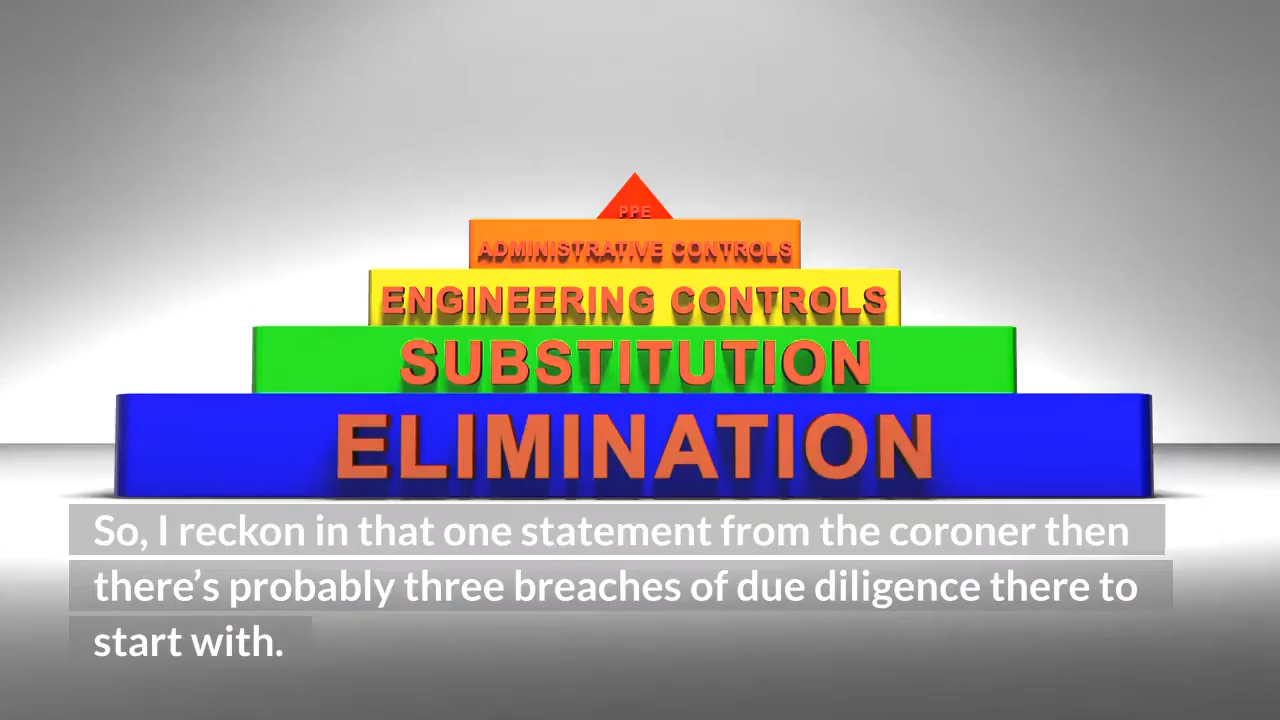 PPE
ADMINISTRATIVE CONTROLS
ENGINEERING CONTROLS
SUBSTITUTION
ELIMINATION
So, I reckon in that one statement from the coroner then
there’s probably three breaches of due diligence there to
start with.